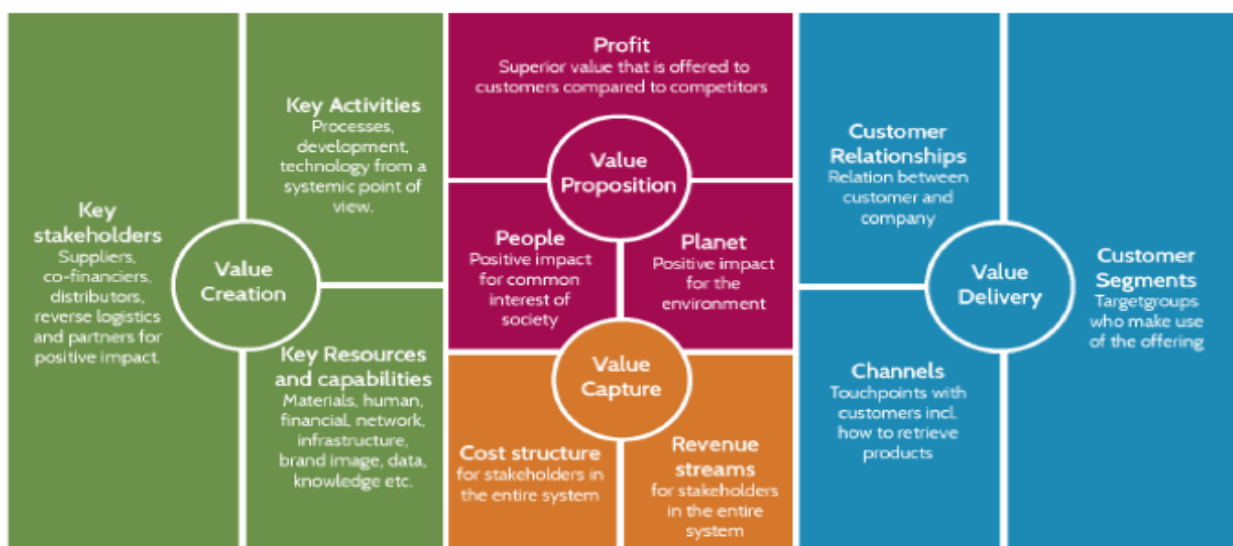 Key
stakeholders
Suppliers,
co-financiers,
distributors,
reverse logistics
and partners for
positive impact.
Value
Creation
Key Activities
Processes,
development,
technology from a
systemic point of
view.
Key Resources
and capabilities
Materials, human,
financial, network,
infrastructure,
brand image, data,
knowledge etc.
Profit
Superior value that is offered to
customers compared to competitors
Value
Proposition
People
Positive impact
for common
interest of
society
Planet
Positive impact
for the
environment
Value
Capture
Cost structure
for stakeholders in
the entire system
Revenue
streams
for stakeholders
in the entire
system
Customer
Relationships
Relation between
customer and
company
Value
Delivery
Channels
Touchpoints with
customers incl.
how to retrieve
products
Customer
Segments
Targetgroups
who make use
of the offering